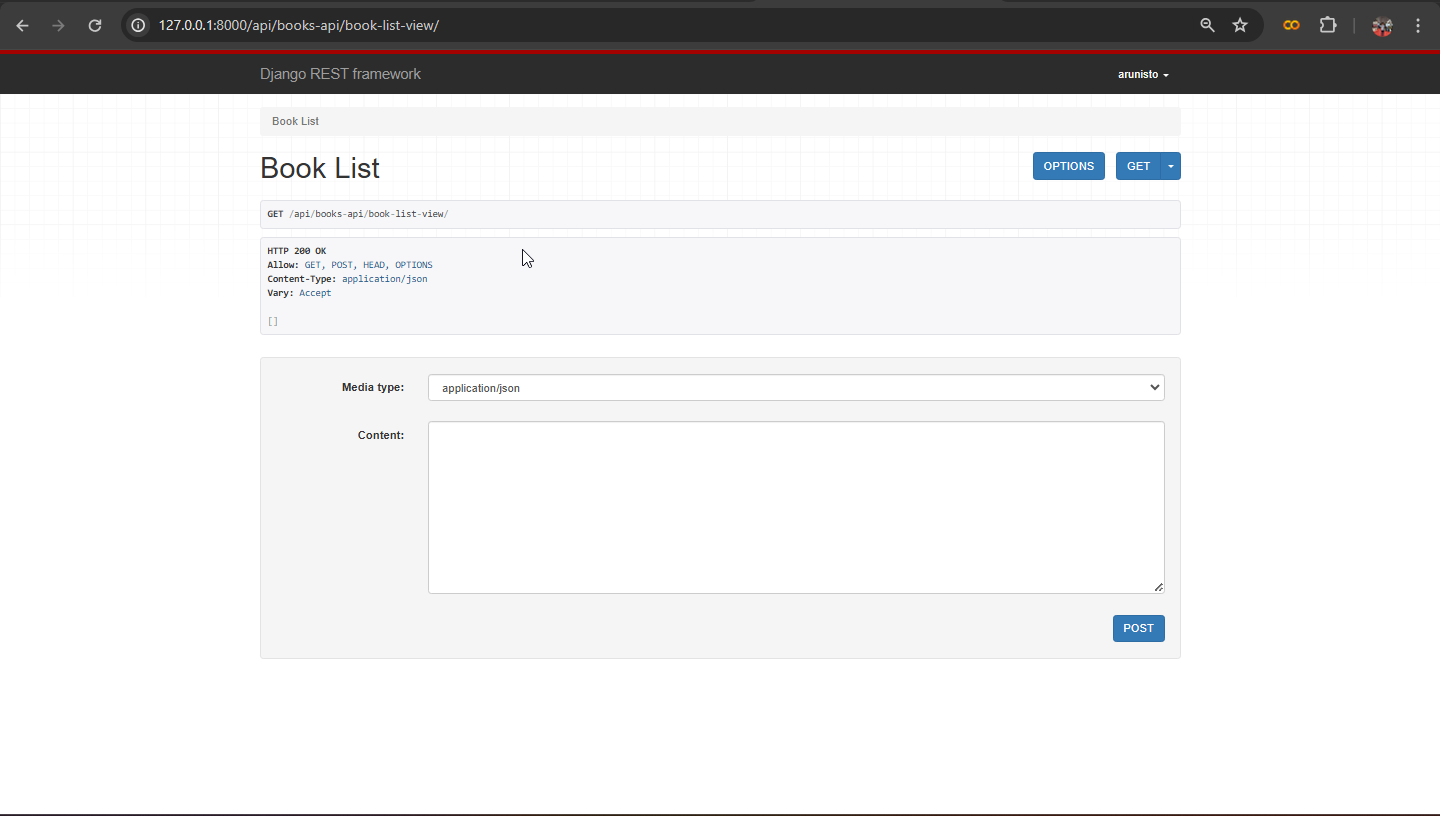 127.0.0.1:8000/api/books-api/book-list-view/
Django REST framework
arunisto
Book List
Book List
OPTIONS
GET
GET /api/books-api/book-list-view/
HTTP 200 OK
Allow: GET, POST, HEAD, OPTIONS
Content-Type: application/json
Vary: Accept
[]
Media type:
application/json
Content:
POST